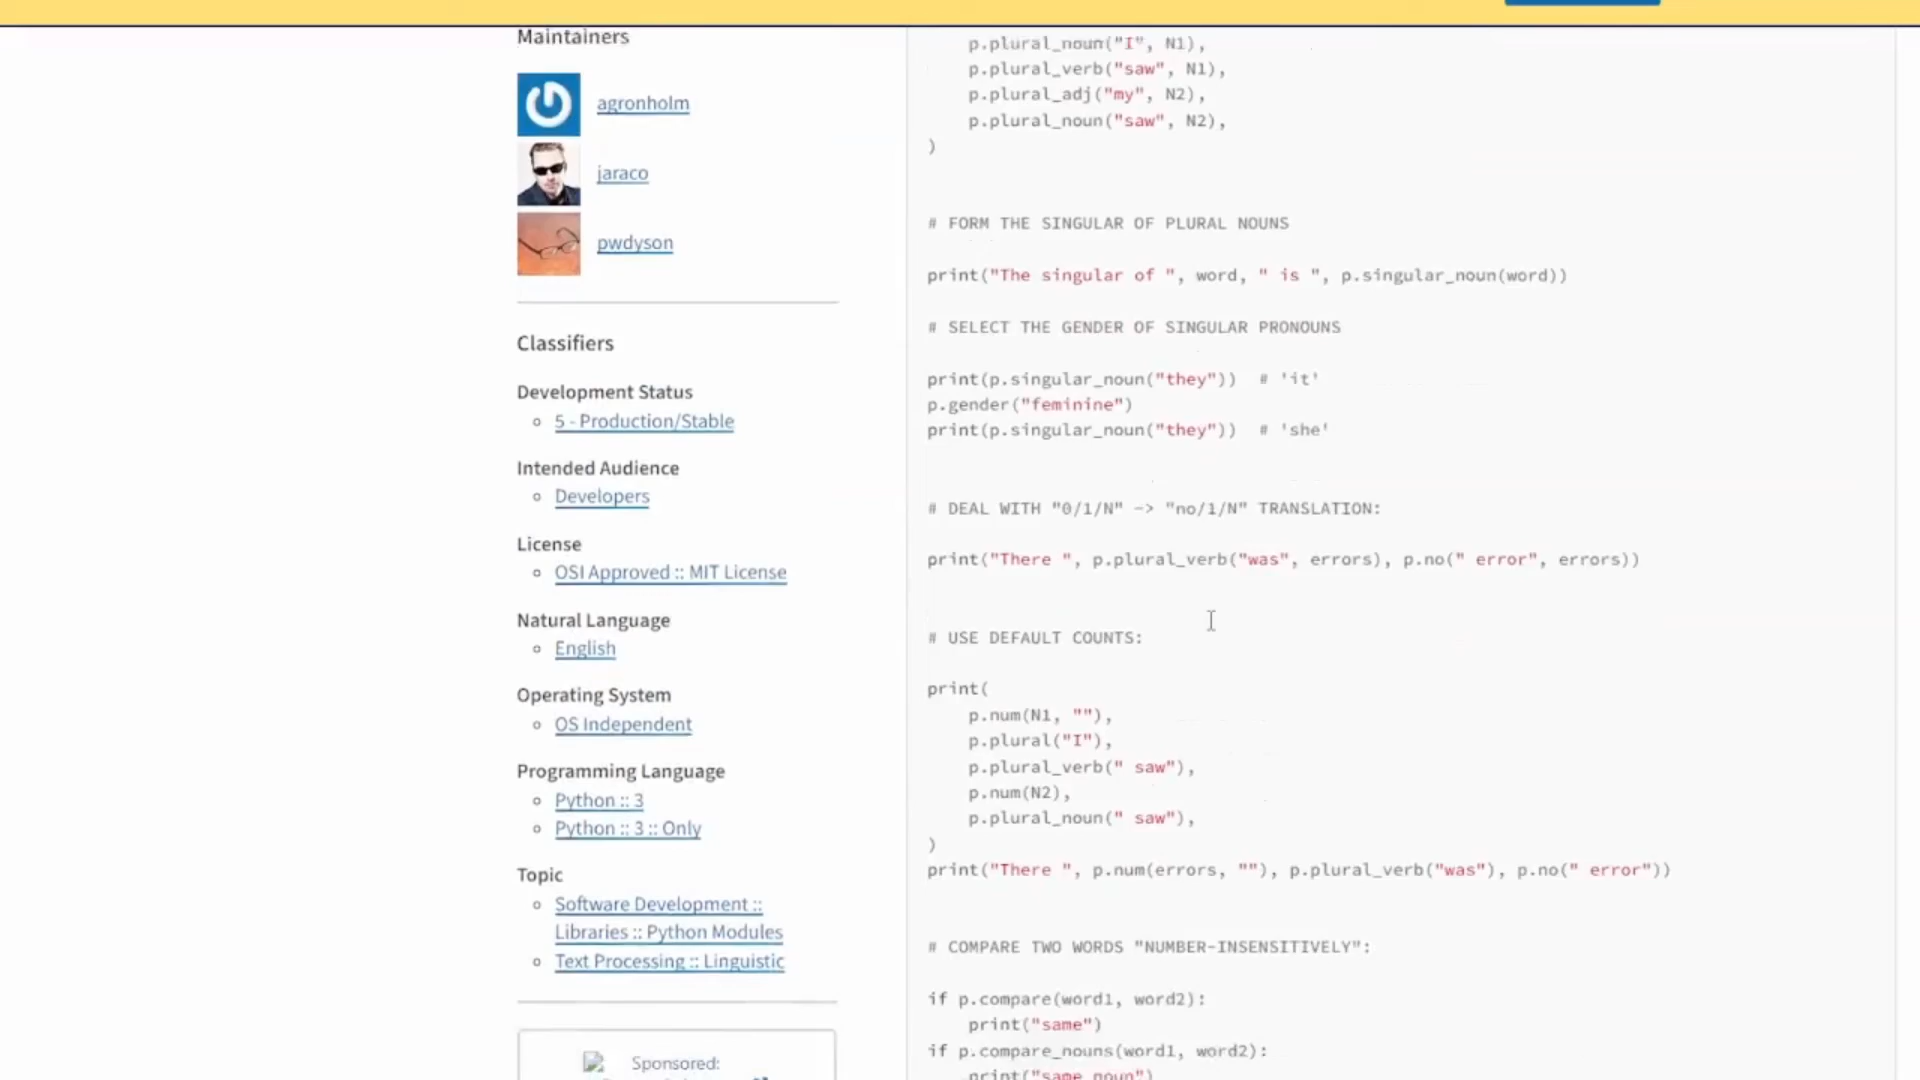 Maintainers
agronholm
jaraco
pwdyson
Classifiers
Development Status
5 - Production/Stable
Intended Audience
Developers
License
OSI Approved :: MIT License
Natural Language
English
Operating System
OS Independent
Programming Language
Python :: 3
Python :: 3 :: Only
Topic
Software Development ::
Libraries :: Python Modules
Text Processing :: Linguistic
Sponsored:
p.plural_noun("I", N1),
p.plural_verb("saw", N1),
p.plural_adj("my", N2),
p.plural_noun("saw", N2),
)
# FORM THE SINGULAR OF PLURAL NOUNS
print("The singular of ", word, " is ", p.singular_noun(word))
# SELECT THE GENDER OF SINGULAR PRONOUNS
print(p.singular_noun("they"))  # 'it'
p.gender("feminine")
print(p.singular_noun("they"))  # 'she'
# DEAL WITH "0/1/N" -> "no/1/N" TRANSLATION:
print("There ", p.plural_verb("was", errors), p.no(" error", errors))
# USE DEFAULT COUNTS:
print(
p.num(N1, ""),
p.plural("I"),
p.plural_verb(" saw"),
p.num(N2),
p.plural_noun(" saw"),
)
print("There ", p.num(errors, ""), p.plural_verb("was"), p.no(" error"))
# COMPARE TWO WORDS "NUMBER-INSENSITIVELY":
if p.compare(word1, word2):
print("same")
if p.compare_nouns(word1, word2):
print("same noun")